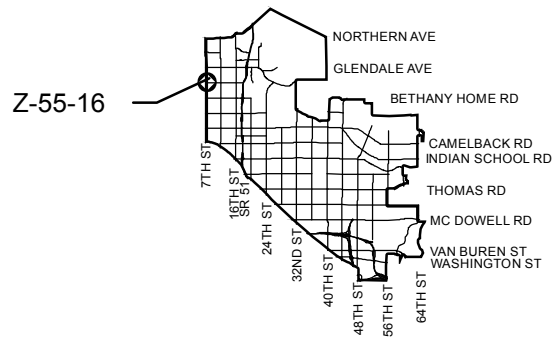 NORTHERN AVE
GLENDALE AVE
Z-55-16
BETHANY HOME RD
CAMELBACK RD
INDIAN SCHOOL RD
THOMAS RD
MC DOWELL RD
VAN BUREN ST
WASHINGTON ST
7TH ST
16TH ST
SR 51
24TH ST
32ND ST
40TH ST
48TH ST
56TH ST
64TH ST